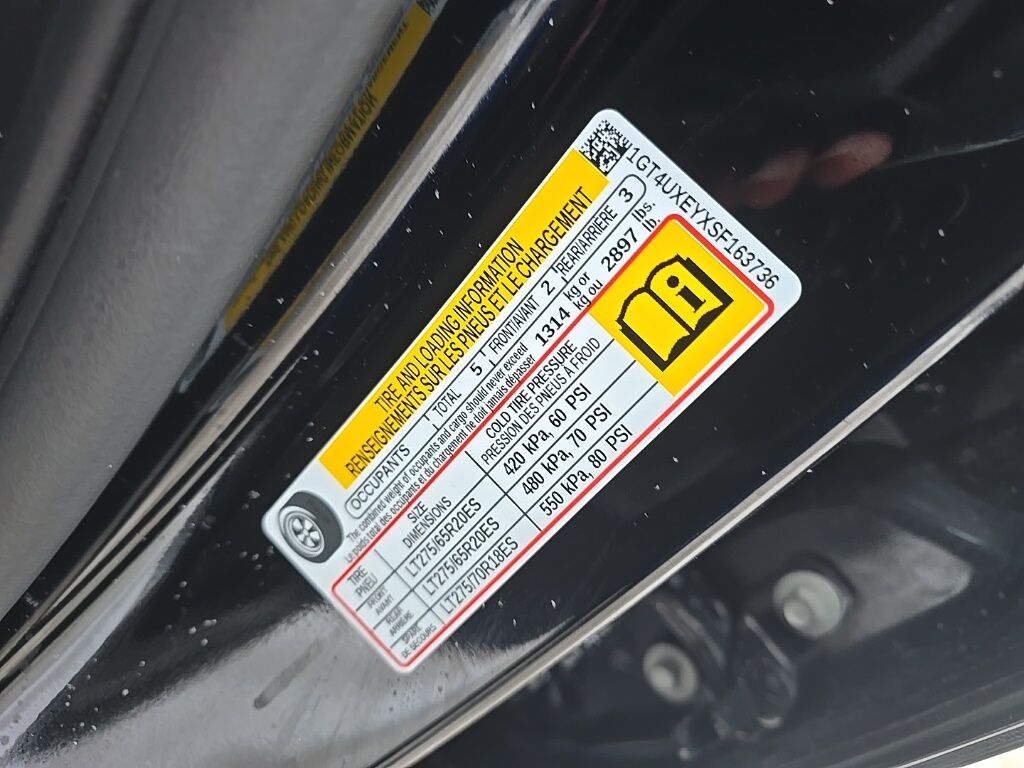 1GT4UXEYXSF163736
TIRE AND LOADING INFORMATION
RENSEIGNEMENTS SUR LES PNEUS ET LE CHARGEMENT
OCCUPANTS TOTAL 5 FRONT/AVANT 2 REAR/ARRIÈRE 3
The combined weight of occupants and cargo should never exceed 1314 kg or 2897 lbs.
Le poids total des occupants et du chargement ne doit jamais dépasser kg ou lb.
TIRE SIZE COLD TIRE PRESSURE
PNEU DIMENSIONS PRESSION DES PNEUS À FROID
FRONT
AVANT LT275/65R20ES 420 kPa, 60 PSI
REAR
ARRIÈRE LT275/65R20ES 480 kPa, 70 PSI
SPARE
DE SECOURS LT275/70R18ES 550 kPa, 80 PSI
i